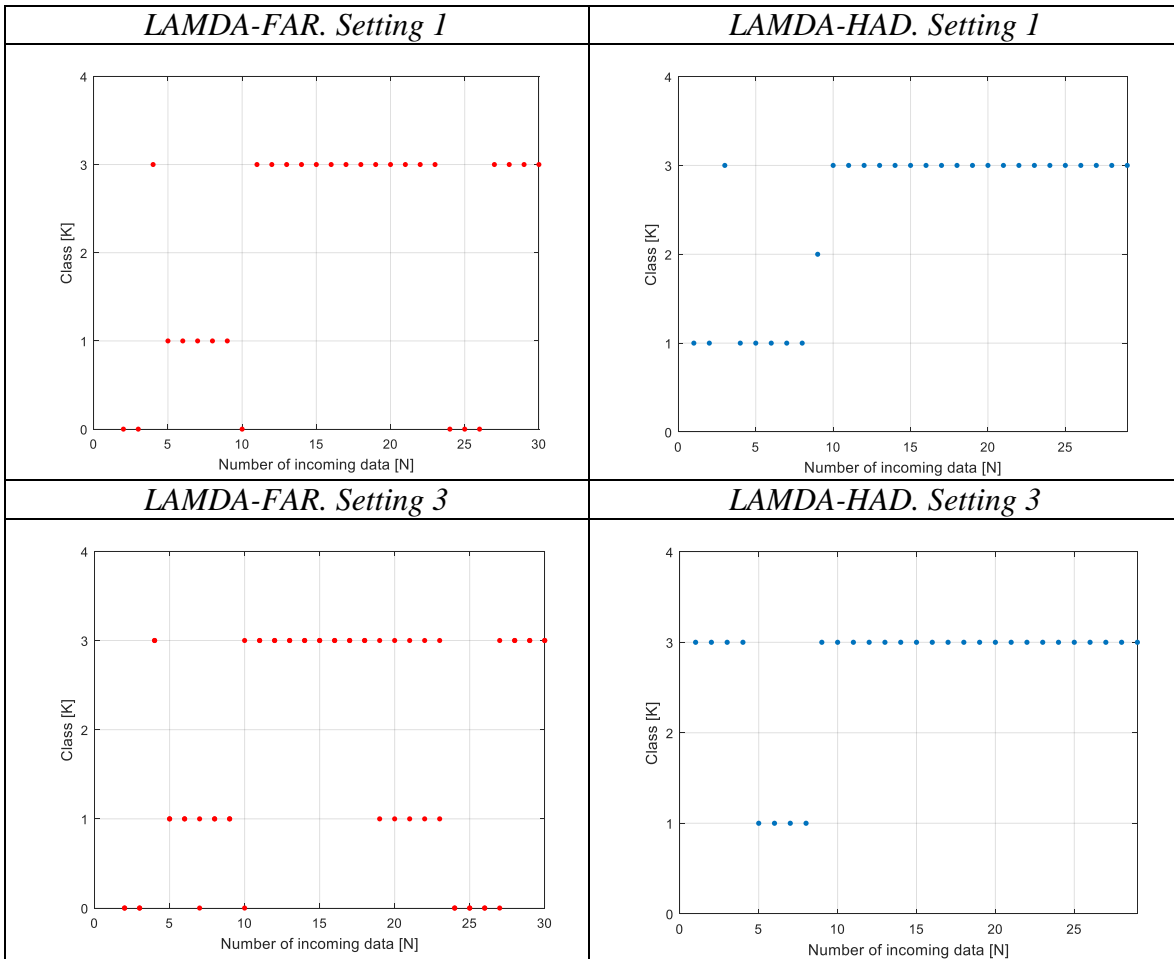 LAMDA-FAR. Setting 1
LAMDA-HAD. Setting 1
4
3
2
1
0
Class [K]
0 5 10 15 20 25 30
Number of incoming data [N]
4
3
2
1
0
Class [K]
0 5 10 15 20 25
Number of incoming data [N]
LAMDA-FAR. Setting 3
LAMDA-HAD. Setting 3
4
3
2
1
0
Class [K]
0 5 10 15 20 25 30
Number of incoming data [N]
4
3
2
1
0
Class [K]
0 5 10 15 20 25
Number of incoming data [N]